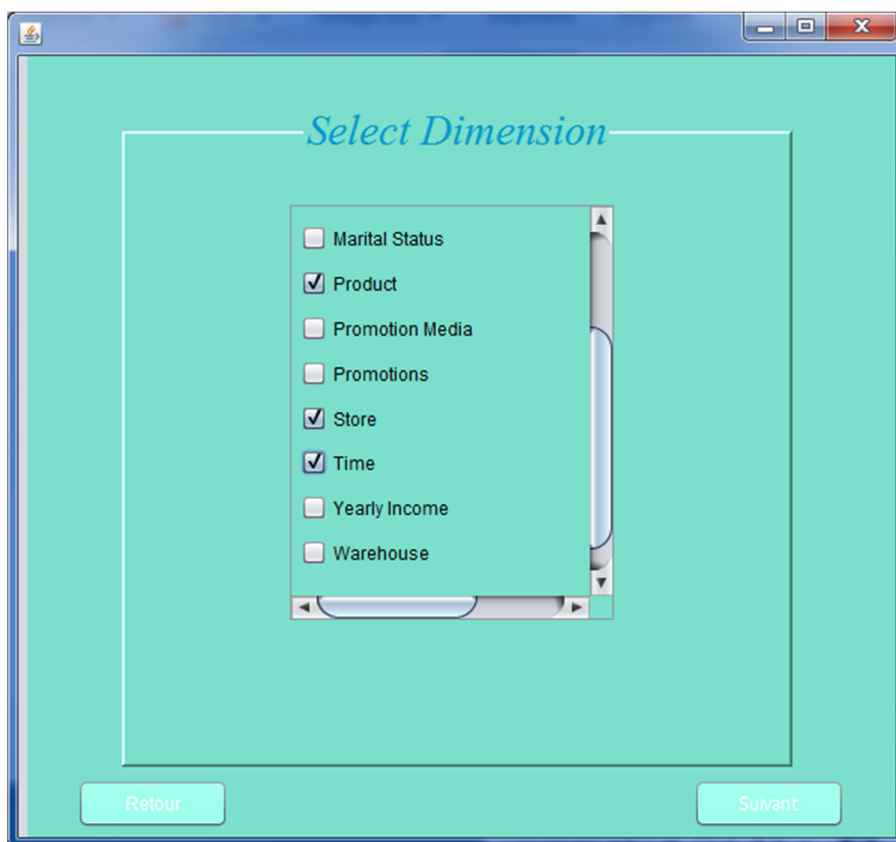 Select Dimension
Marital Status
Product
Promotion Media
Promotions
Store
Time
Yearly Income
Warehouse
Retour
Suivant